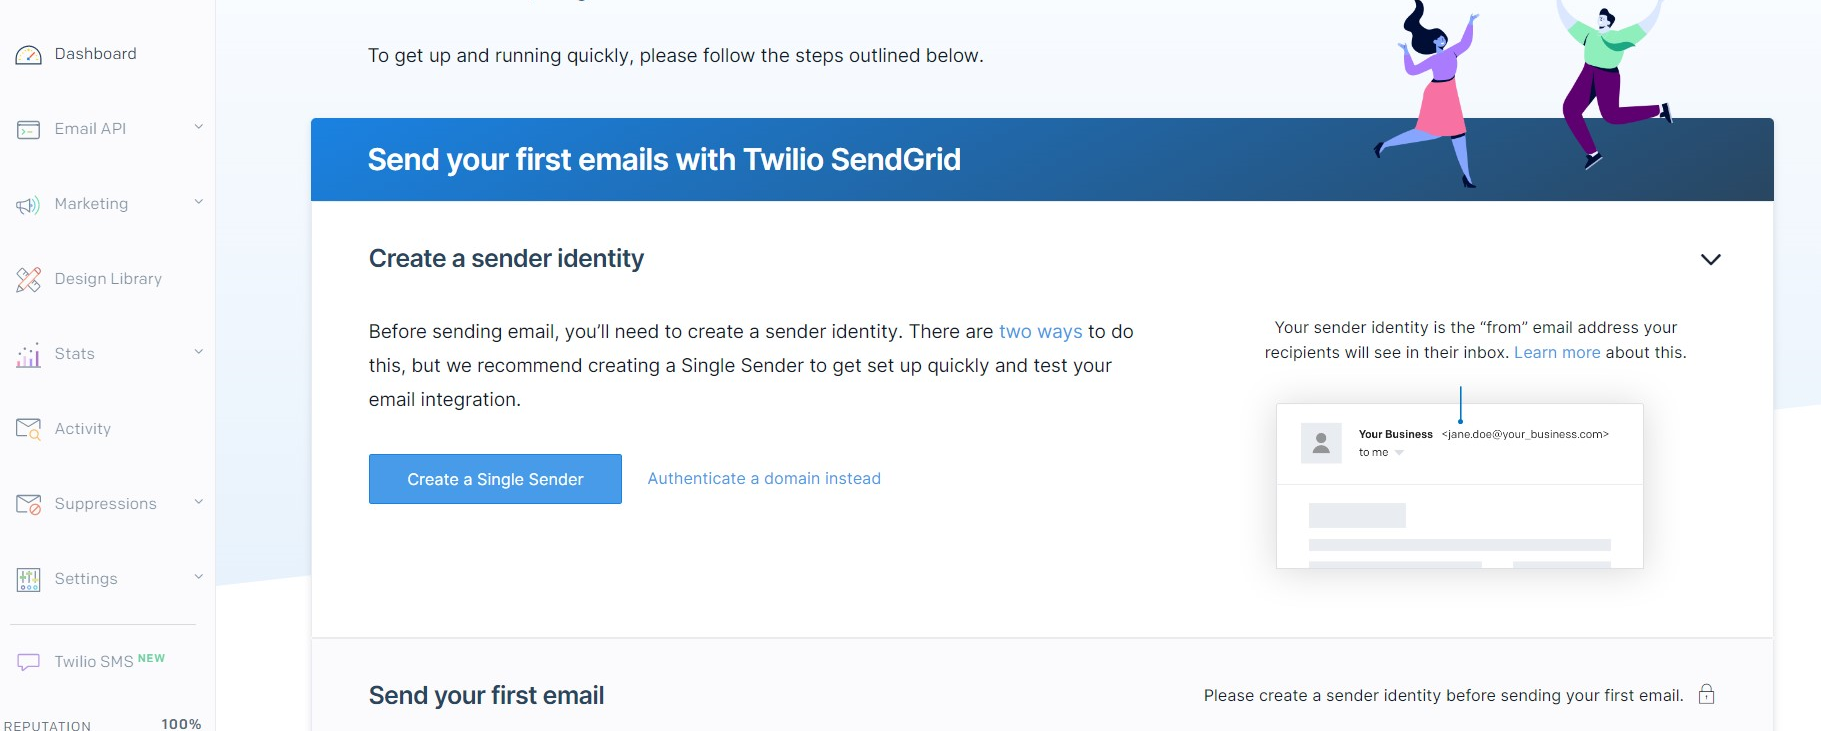 Dashboard
Email API
Marketing
Design Library
Stats
Activity
Suppressions
Settings
Twilio SMS NEW
REPUTATION 100%
To get up and running quickly, please follow the steps outlined below.
Send your first emails with Twilio SendGrid
Create a sender identity
Before sending email, you’ll need to create a sender identity. There are two ways to do
this, but we recommend creating a Single Sender to get set up quickly and test your
email integration.
Create a Single Sender
Authenticate a domain instead
Your sender identity is the “from” email address your
recipients will see in their inbox. Learn more about this.
Your Business <jane.doe@your_business.com>
to me
Send your first email
Please create a sender identity before sending your first email.